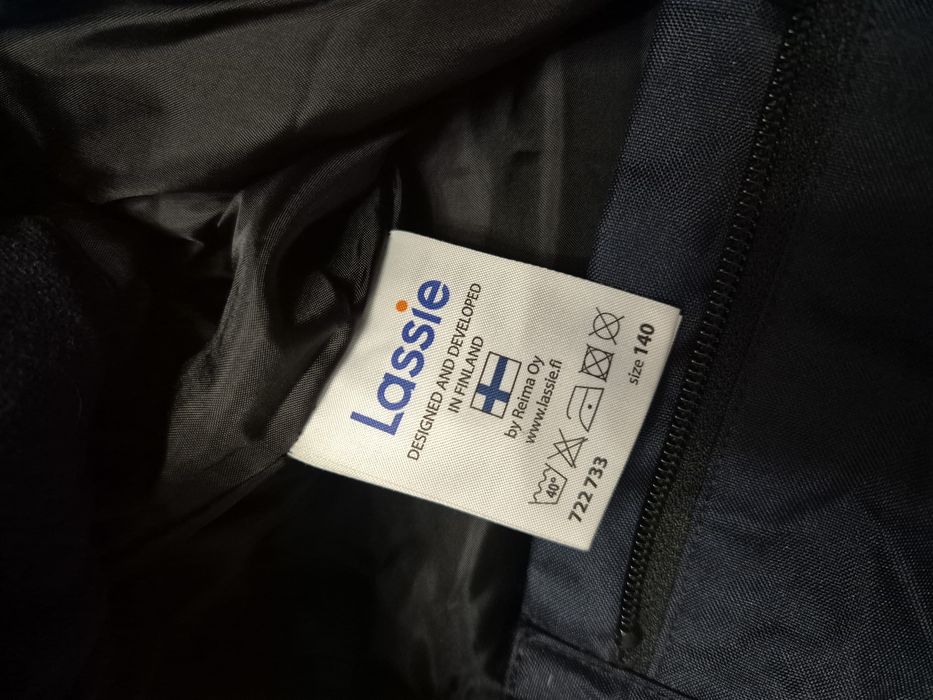 Lassie
DESIGNED AND DEVELOPED
IN FINLAND
by Reima Oy
www.lassie.fi
40°
722 733
size 140